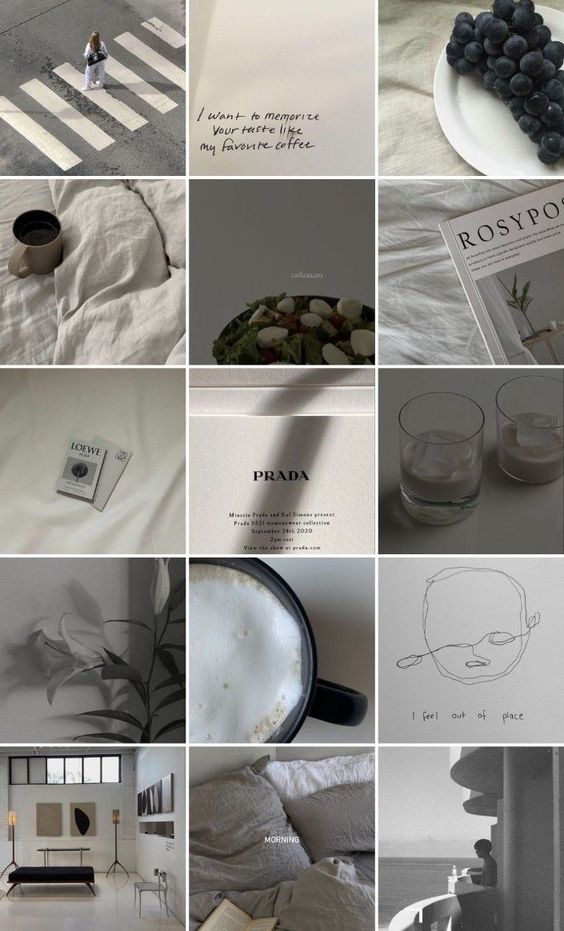 I want to memorize
your taste like
my favorite coffee
tadaaaam
ROSYPOS
LOEWE
PRADA
Miuccia Prada and Raf Simons present
Prada SS21 womenswear collection
September 24th 2020
2pm cest
View the show at prada.com
I feel out of place
MORNING